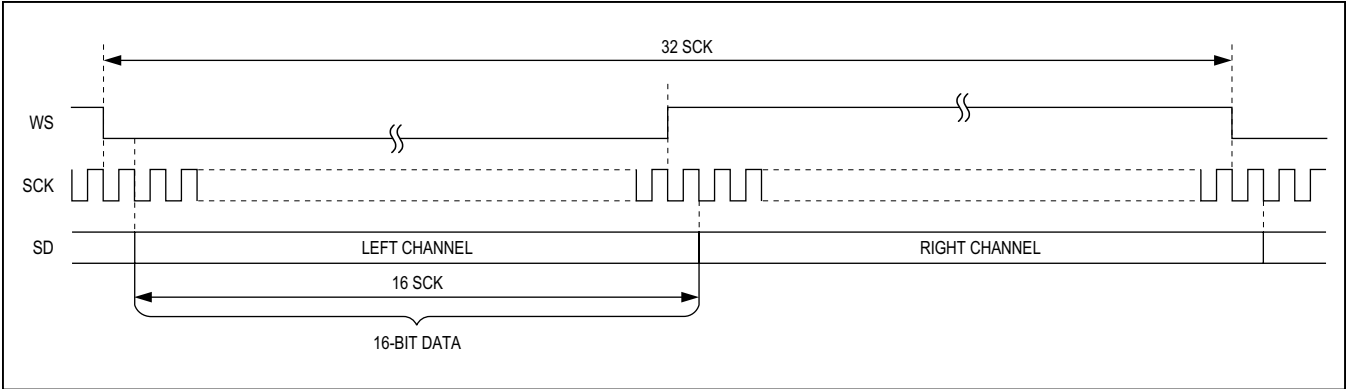 32 SCK
WS
SCK
SD
LEFT CHANNEL
RIGHT CHANNEL
16 SCK
16-BIT DATA